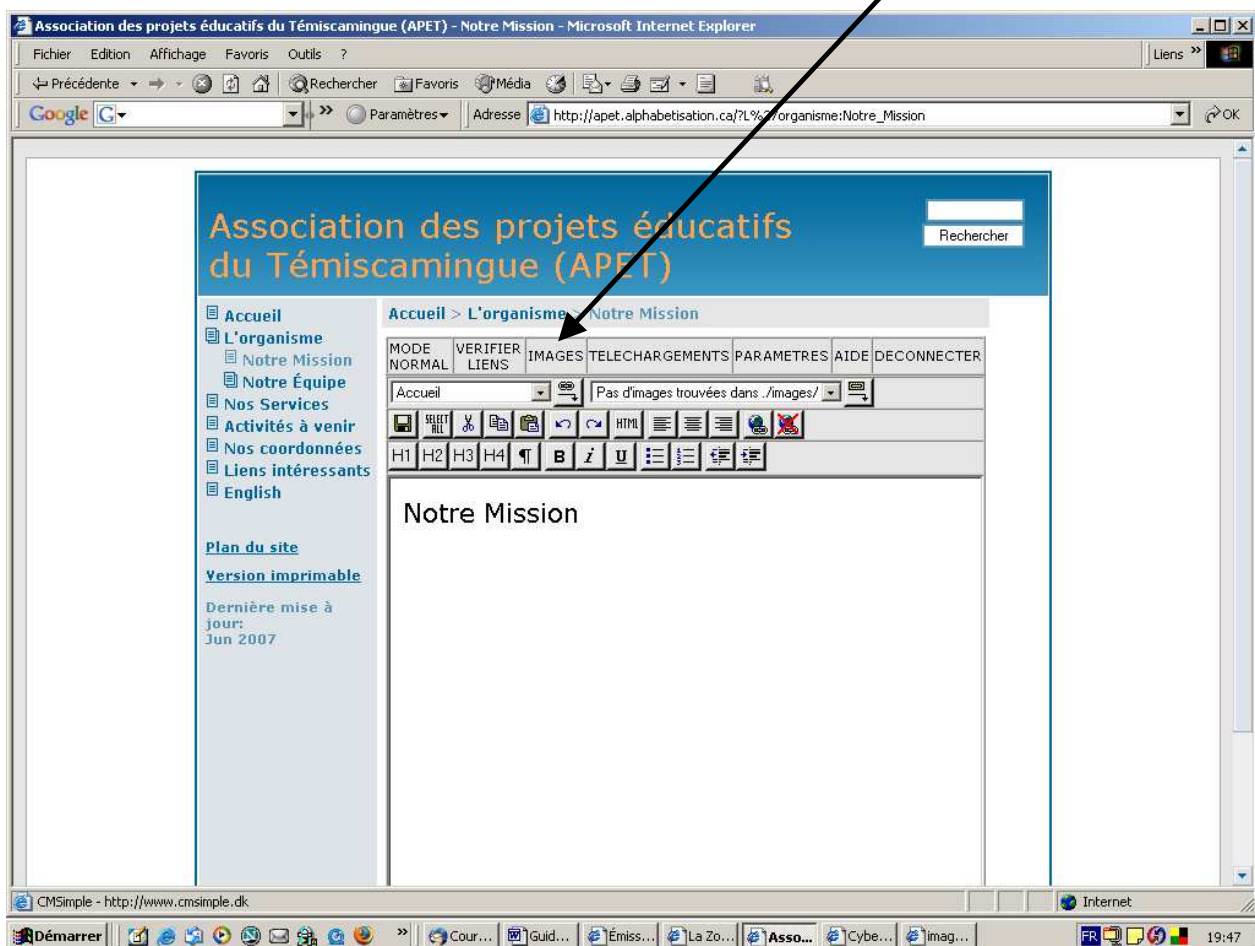 Association des projets éducatifs du Témiscamingue (APET) - Notre Mission - Microsoft Internet Explorer
Fichier Edition Affichage Favoris Outils ? Liens »
Précédente Rechercher Favoris Média
Google G » Paramètres Adresse http://apet.alphabetisation.ca/?L%27organisme:Notre_Mission OK
Association des projets éducatifs
du Témiscamingue (APET)
Rechercher
Accueil
L'organisme
Notre Mission
Notre Équipe
Nos Services
Activités à venir
Nos coordonnées
Liens intéressants
English
Plan du site
Version imprimable
Dernière mise à
jour:
Jun 2007
Accueil > L'organisme > Notre Mission
MODE NORMAL VERIFIER LIENS IMAGES TELECHARGEMENTS PARAMETRES AIDE DECONNECTER
Accueil Pas d'images trouvées dans ./images/
SELECT ALL HTML
H1 H2 H3 H4 ¶ B i U
Notre Mission
CMSimple - http://www.cmsimple.dk Internet
Démarrer » Cour... Guid... Émiss... La Zo... Asso... Cybe... imag... FR 19:47